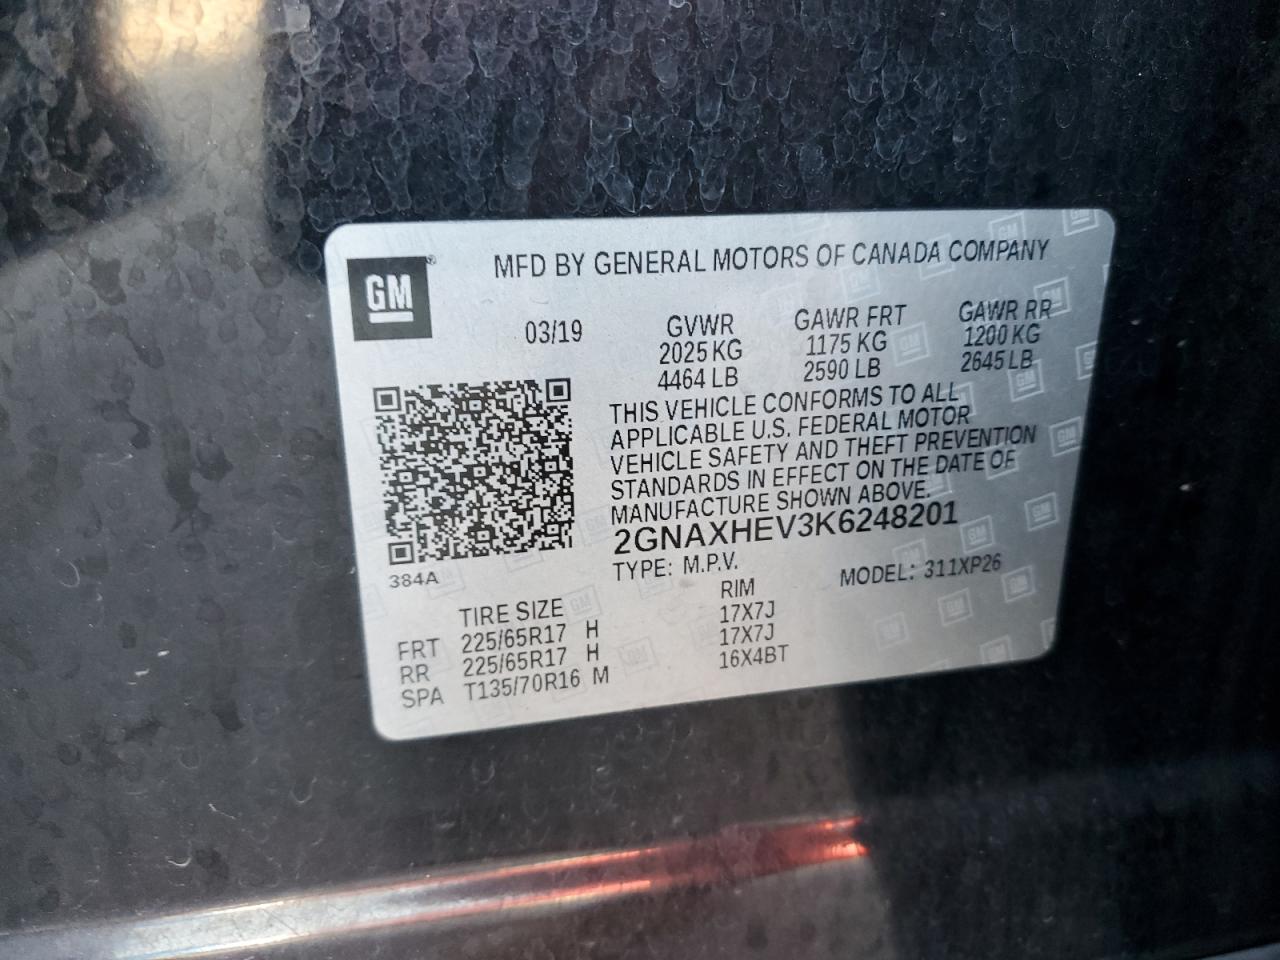 GM
MFD BY GENERAL MOTORS OF CANADA COMPANY
03/19
GVWR GAWR FRT GAWR RR
2025 KG 1175 KG 1200 KG
4464 LB 2590 LB 2645 LB
THIS VEHICLE CONFORMS TO ALL
APPLICABLE U.S. FEDERAL MOTOR
VEHICLE SAFETY AND THEFT PREVENTION
STANDARDS IN EFFECT ON THE DATE OF
MANUFACTURE SHOWN ABOVE.
2GNAXHEV3K6248201
TYPE: M.P.V. MODEL: 311XP26
384A
TIRE SIZE RIM
FRT 225/65R17 H 17X7J
RR 225/65R17 H 17X7J
SPA T135/70R16 M 16X4BT